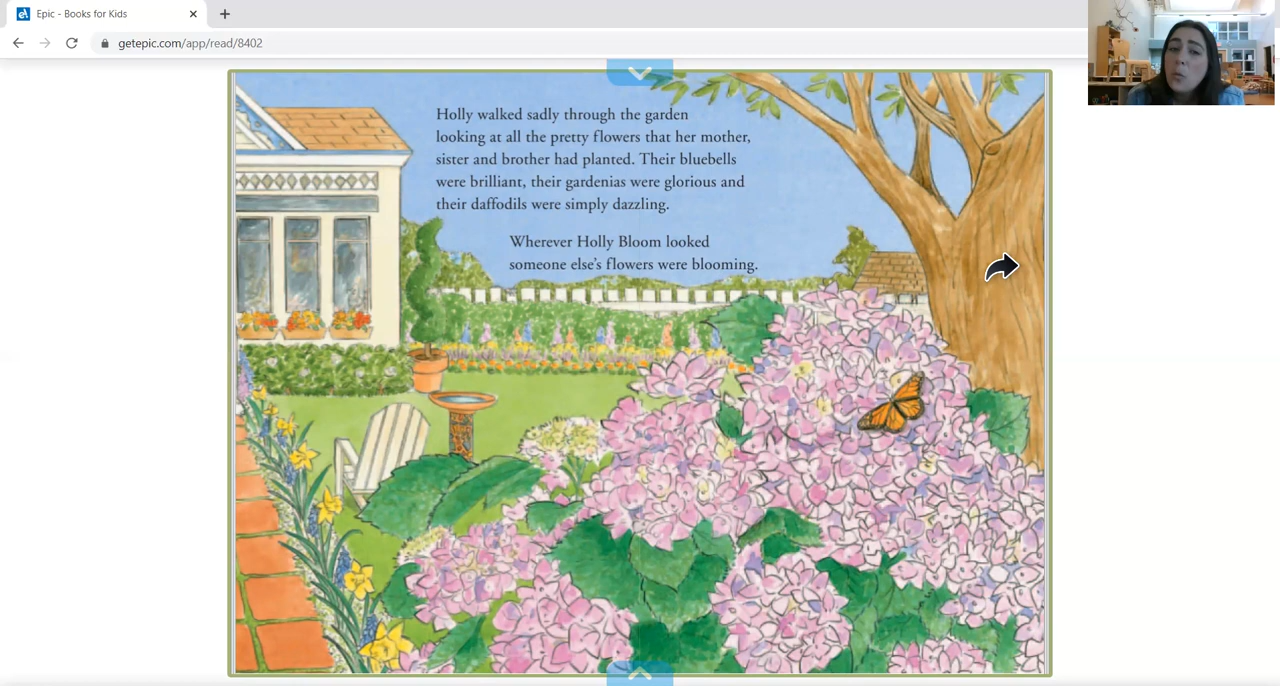 Epic - Books for Kids
getepic.com/app/read/8402
Holly walked sadly through the garden
looking at all the pretty flowers that her mother,
sister and brother had planted. Their bluebells
were brilliant, their gardenias were glorious and
their daffodils were simply dazzling.
Wherever Holly Bloom looked
someone else's flowers were blooming.